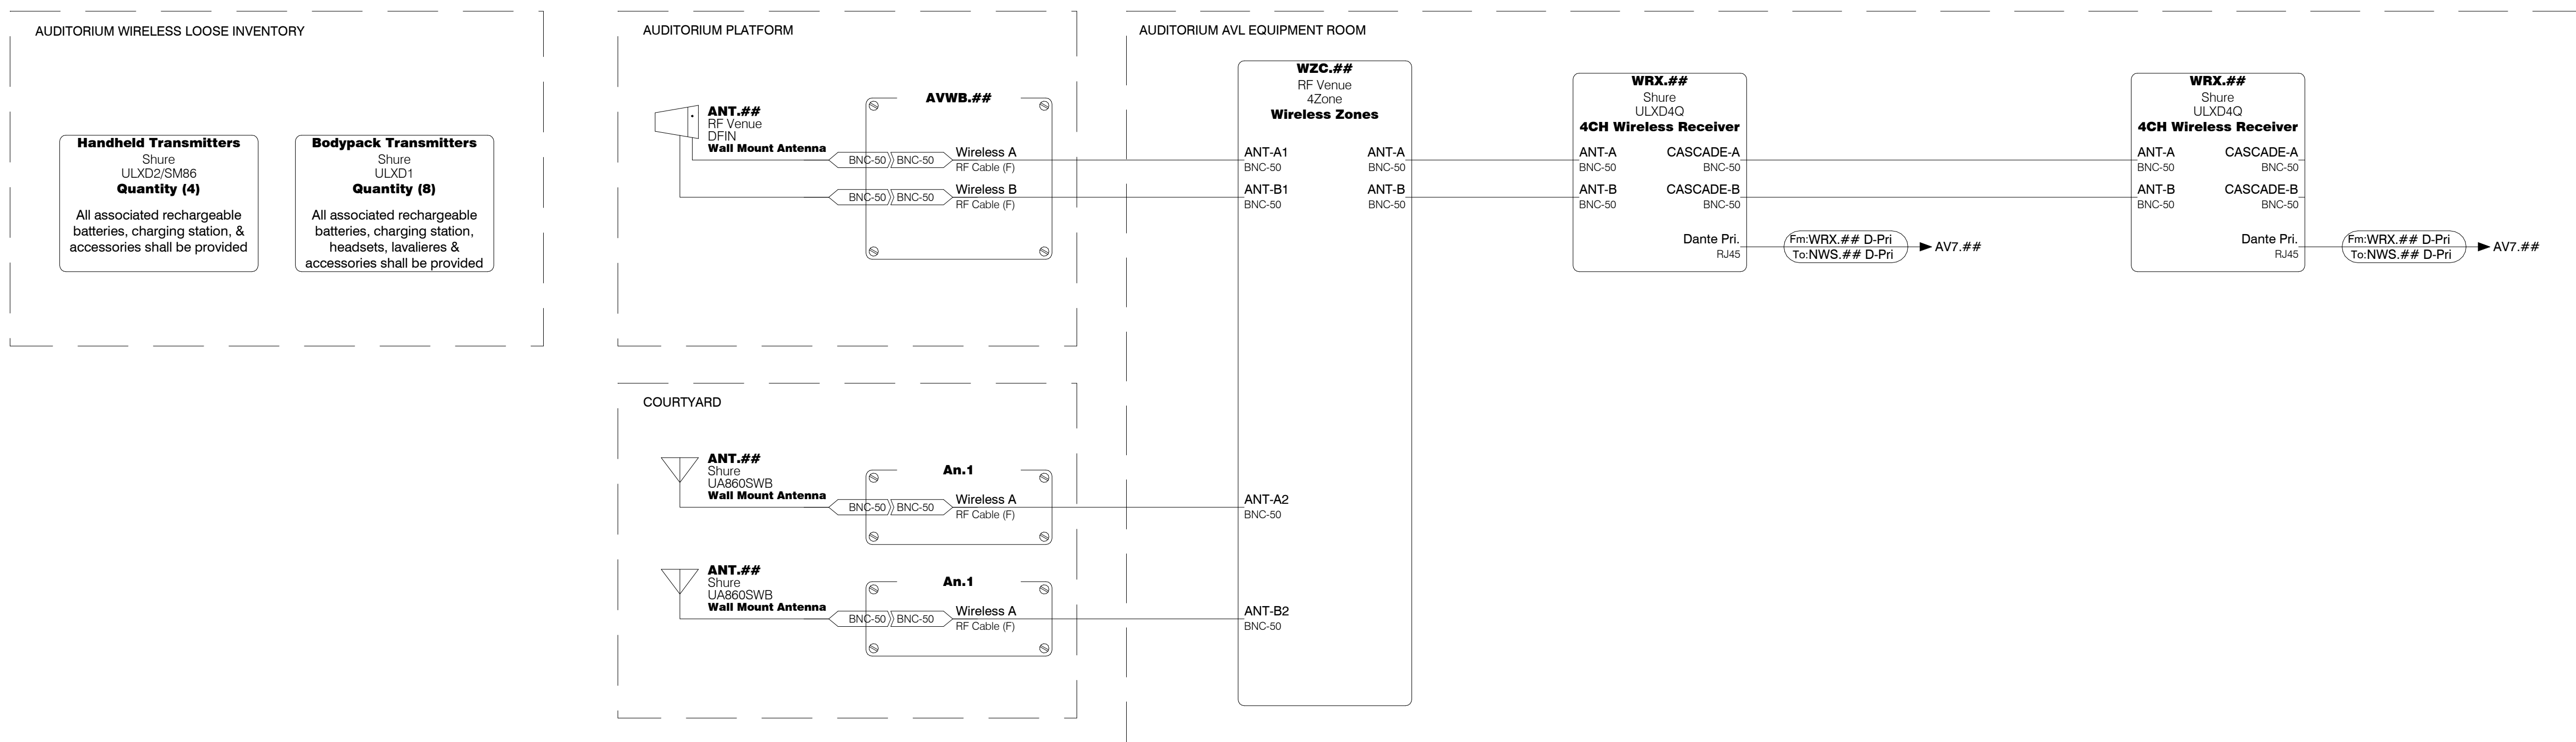 AUDITORIUM WIRELESS LOOSE INVENTORY
Handheld Transmitters
Shure
ULXD2/SM86
Quantity (4)
All associated rechargeable
batteries, charging station, &
accessories shall be provided
Bodypack Transmitters
Shure
ULXD1
Quantity (8)
All associated rechargeable
batteries, charging station,
headsets, lavalieres &
accessories shall be provided
AUDITORIUM PLATFORM
ANT.##
RF Venue
DFIN
Wall Mount Antenna
AVWB.##
BNC-50 BNC-50
Wireless A
RF Cable (F)
BNC-50 BNC-50
Wireless B
RF Cable (F)
COURTYARD
ANT.##
Shure
UA860SWB
Wall Mount Antenna
An.1
BNC-50 BNC-50
Wireless A
RF Cable (F)
ANT.##
Shure
UA860SWB
Wall Mount Antenna
An.1
BNC-50 BNC-50
Wireless A
RF Cable (F)
AUDITORIUM AVL EQUIPMENT ROOM
WZC.##
RF Venue
4Zone
Wireless Zones
ANT-A1 ANT-A
BNC-50 BNC-50
ANT-B1 ANT-B
BNC-50 BNC-50
ANT-A2
BNC-50
ANT-B2
BNC-50
WRX.##
Shure
ULXD4Q
4CH Wireless Receiver
ANT-A CASCADE-A
BNC-50 BNC-50
ANT-B CASCADE-B
BNC-50 BNC-50
Dante Pri.
RJ45
Fm:WRX.## D-Pri
To:NWS.## D-Pri
AV7.##
WRX.##
Shure
ULXD4Q
4CH Wireless Receiver
ANT-A CASCADE-A
BNC-50 BNC-50
ANT-B CASCADE-B
BNC-50 BNC-50
Dante Pri.
RJ45
Fm:WRX.## D-Pri
To:NWS.## D-Pri
AV7.##